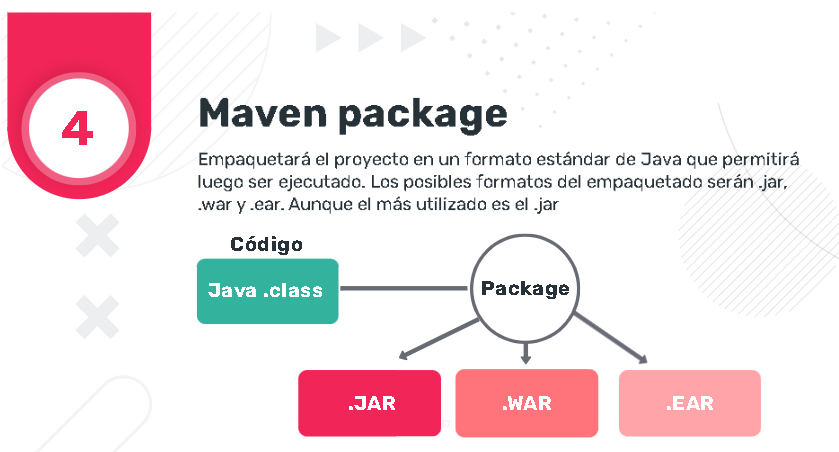 4
Maven package
Empaquetará el proyecto en un formato estándar de Java que permitirá
luego ser ejecutado. Los posibles formatos del empaquetado serán .jar,
.war y .ear. Aunque el más utilizado es el .jar
Código
Java .class
Package
.JAR
.WAR
.EAR